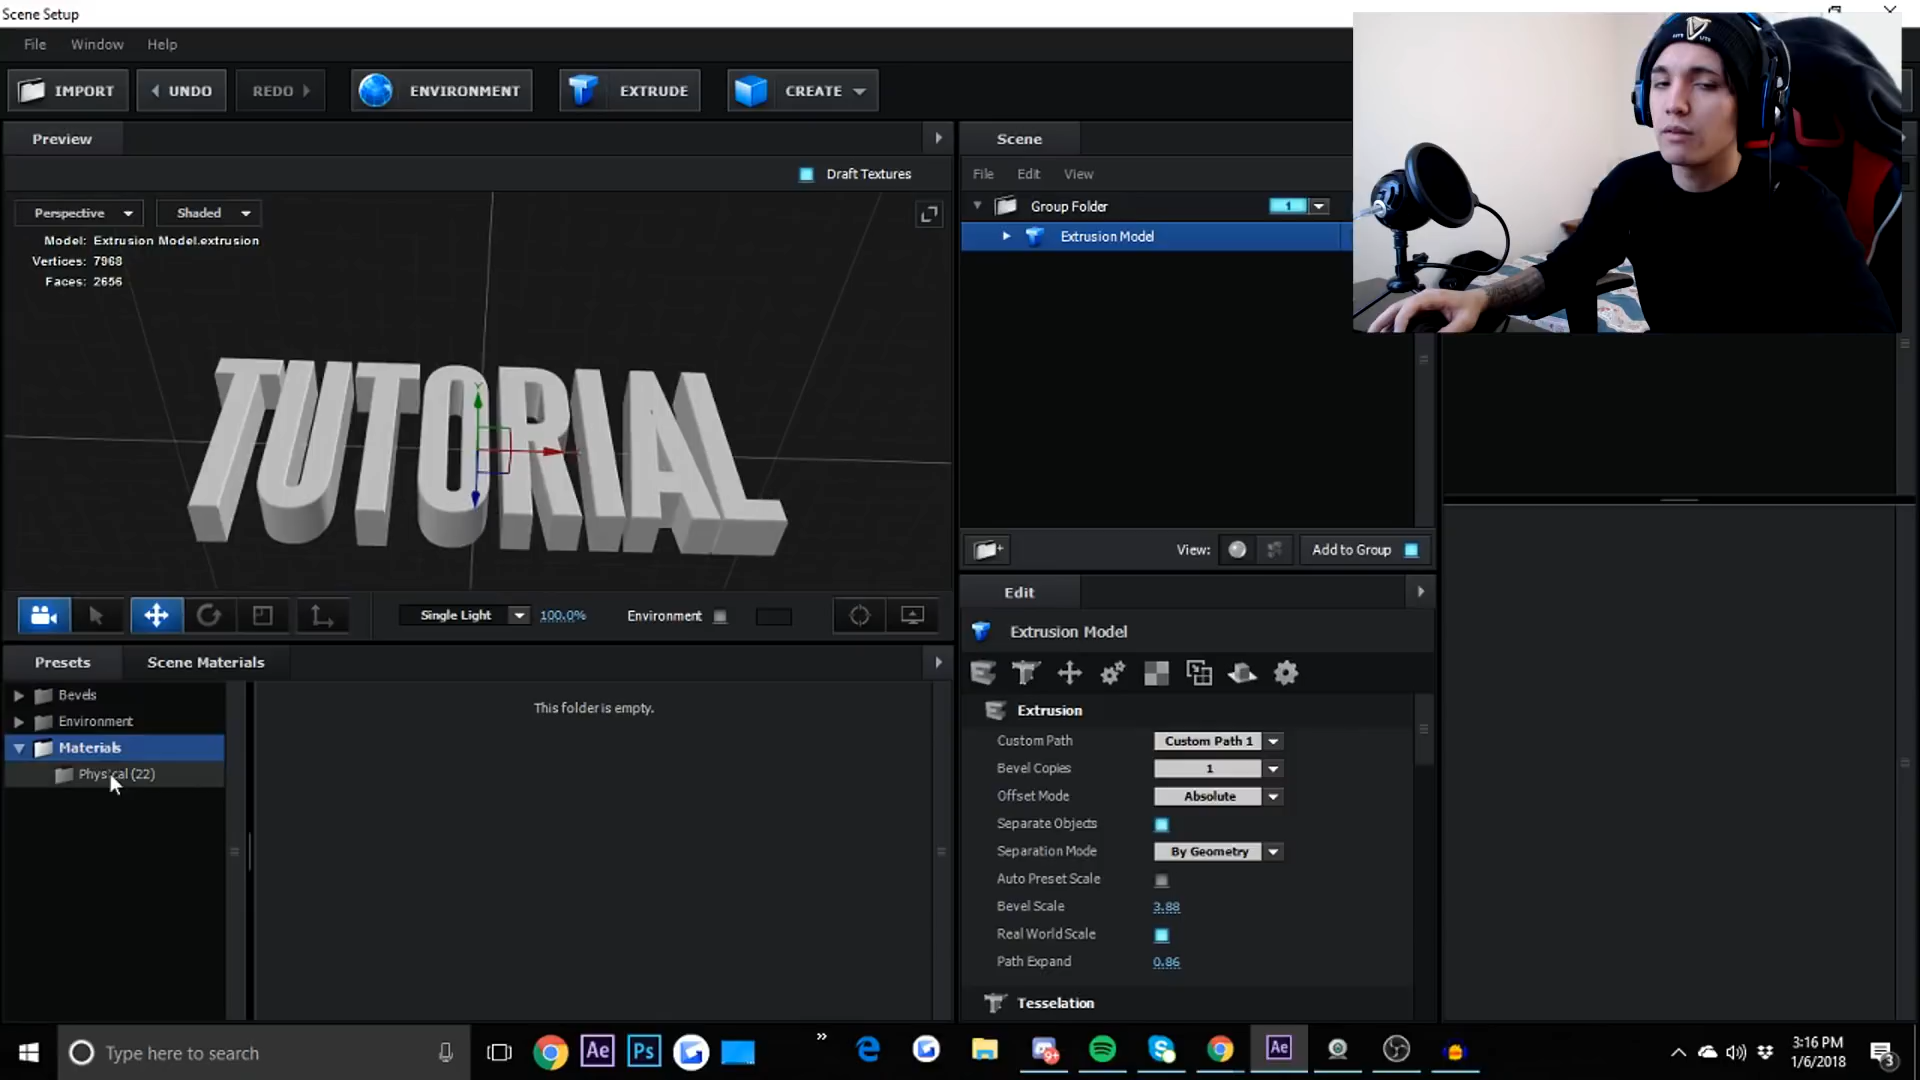 Scene Setup
File Window Help
IMPORT UNDO REDO ENVIRONMENT EXTRUDE CREATE
Preview
Draft Textures
Perspective Shaded
Model: Extrusion Model.extrusion
Vertices: 7968
Faces: 2656
TUTORIAL
Y
Single Light 100.0% Environment
Presets Scene Materials
Bevels
Environment
Materials
Physical (22)
This folder is empty.
Scene
File Edit View
Group Folder 1
Extrusion Model
View: Add to Group
Edit
Extrusion Model
Extrusion
Custom Path Custom Path 1
Bevel Copies 1
Offset Mode Absolute
Separate Objects
Separation Mode By Geometry
Auto Preset Scale
Bevel Scale 3.88
Real World Scale
Path Expand 0.86
Tesselation
Type here to search
Ae Ps Ae
3:16 PM
1/6/2018
3